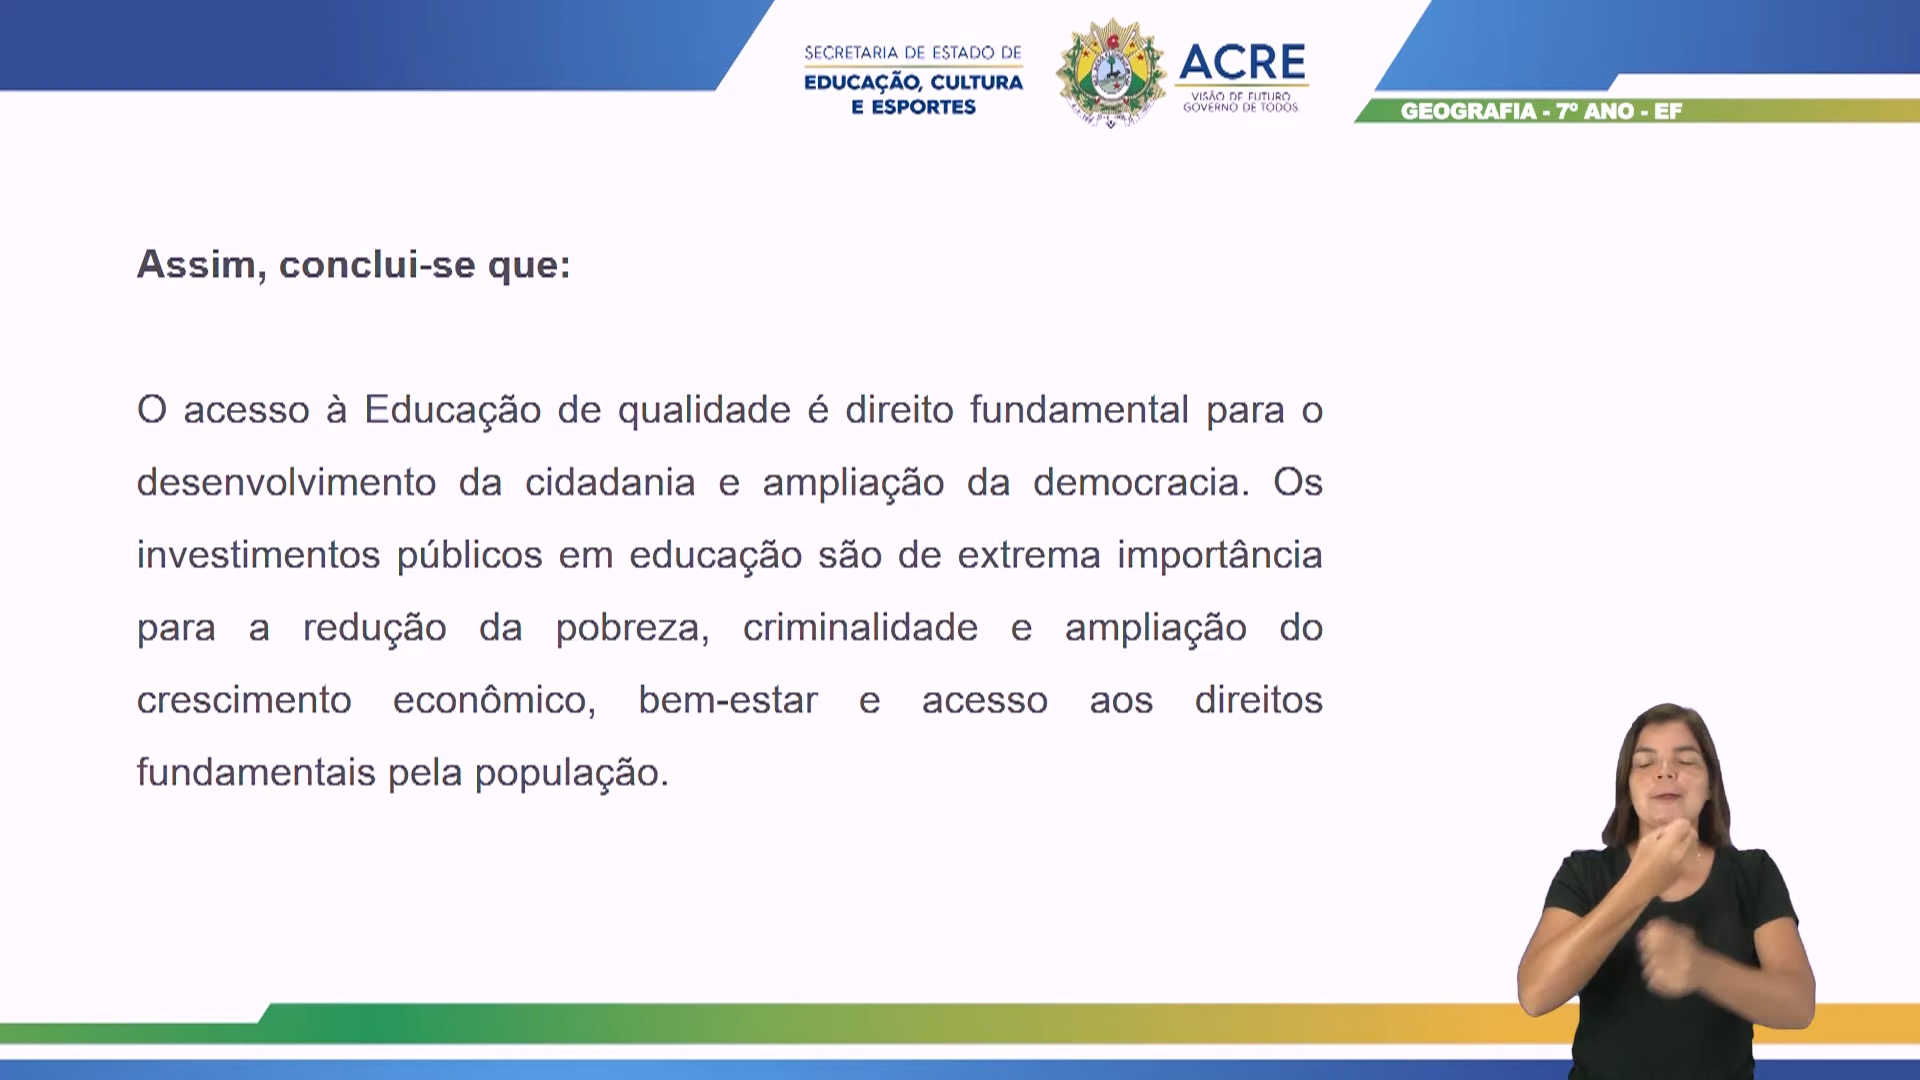 SECRETARIA DE ESTADO DE
EDUCAÇÃO, CULTURA
E ESPORTES
ACRE
VISÃO DE FUTURO
GOVERNO DE TODOS
GEOGRAFIA - 7º ANO - EF
Assim, conclui-se que:
O acesso à Educação de qualidade é direito fundamental para o
desenvolvimento da cidadania e ampliação da democracia. Os
investimentos públicos em educação são de extrema importância
para a redução da pobreza, criminalidade e ampliação do
crescimento econômico, bem-estar e acesso aos direitos
fundamentais pela população.